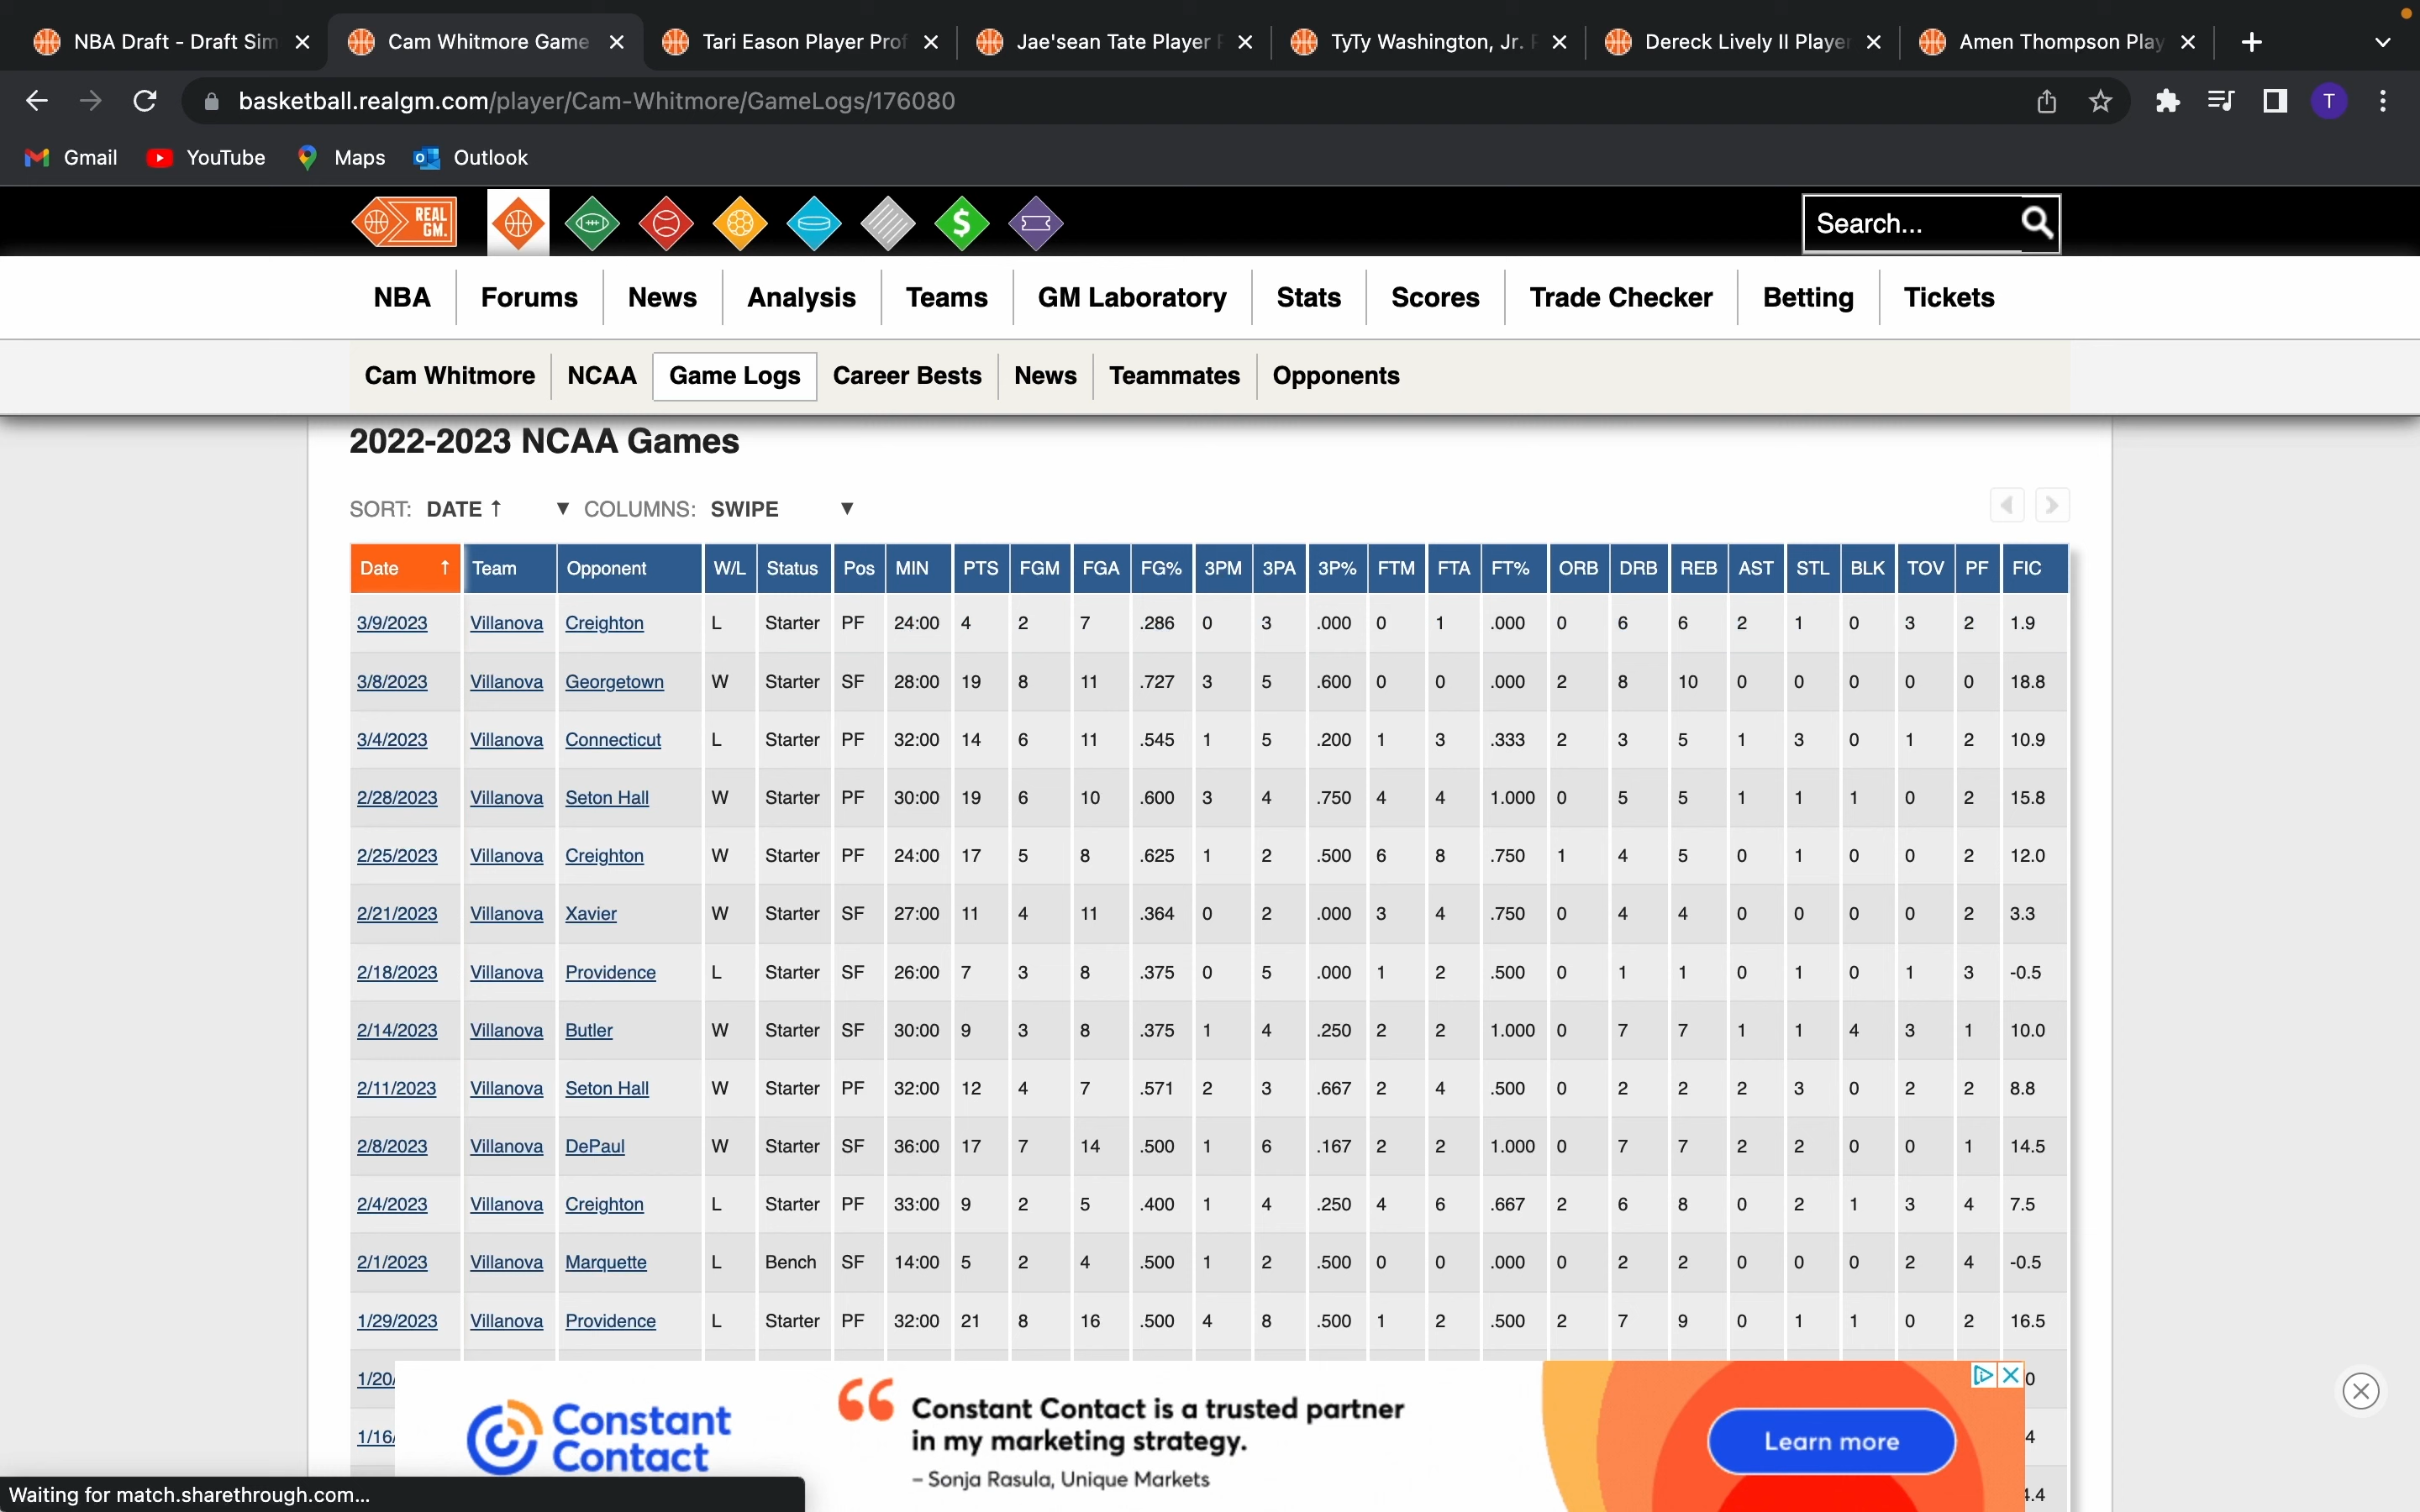 NBA Draft - Draft Sim Cam Whitmore Game Tari Eason Player Prof Jae'sean Tate Player TyTy Washington, Jr. Dereck Lively II Player Amen Thompson Play
basketball.realgm.com/player/Cam-Whitmore/GameLogs/176080 T
Gmail YouTube Maps Outlook
REAL GM. $ Search...
NBA Forums News Analysis Teams GM Laboratory Stats Scores Trade Checker Betting Tickets
Cam Whitmore NCAA Game Logs Career Bests News Teammates Opponents
2022-2023 NCAA Games
SORT: DATE ↑ ▼ COLUMNS: SWIPE ▼
Date ↑ Team Opponent W/L Status Pos MIN PTS FGM FGA FG% 3PM 3PA 3P% FTM FTA FT% ORB DRB REB AST STL BLK TOV PF FIC
3/9/2023 Villanova Creighton L Starter PF 24:00 4 2 7 .286 0 3 .000 0 1 .000 0 6 6 2 1 0 3 2 1.9
3/8/2023 Villanova Georgetown W Starter SF 28:00 19 8 11 .727 3 5 .600 0 0 .000 2 8 10 0 0 0 0 0 18.8
3/4/2023 Villanova Connecticut L Starter PF 32:00 14 6 11 .545 1 5 .200 1 3 .333 2 3 5 1 3 0 1 2 10.9
2/28/2023 Villanova Seton Hall W Starter PF 30:00 19 6 10 .600 3 4 .750 4 4 1.000 0 5 5 1 1 1 0 2 15.8
2/25/2023 Villanova Creighton W Starter PF 24:00 17 5 8 .625 1 2 .500 6 8 .750 1 4 5 0 1 0 0 2 12.0
2/21/2023 Villanova Xavier W Starter SF 27:00 11 4 11 .364 0 2 .000 3 4 .750 0 4 4 0 0 0 0 2 3.3
2/18/2023 Villanova Providence L Starter SF 26:00 7 3 8 .375 0 5 .000 1 2 .500 0 1 1 0 1 0 1 3 -0.5
2/14/2023 Villanova Butler W Starter SF 30:00 9 3 8 .375 1 4 .250 2 2 1.000 0 7 7 1 1 4 3 1 10.0
2/11/2023 Villanova Seton Hall W Starter PF 32:00 12 4 7 .571 2 3 .667 2 4 .500 0 2 2 2 3 0 2 2 8.8
2/8/2023 Villanova DePaul W Starter SF 36:00 17 7 14 .500 1 6 .167 2 2 1.000 0 7 7 2 2 0 0 1 14.5
2/4/2023 Villanova Creighton L Starter PF 33:00 9 2 5 .400 1 4 .250 4 6 .667 2 6 8 0 2 1 3 4 7.5
2/1/2023 Villanova Marquette L Bench SF 14:00 5 2 4 .500 1 2 .500 0 0 .000 0 2 2 0 0 0 2 4 -0.5
1/29/2023 Villanova Providence L Starter PF 32:00 21 8 16 .500 4 8 .500 1 2 .500 2 7 9 0 1 1 0 2 16.5
1/20/ 0
1/16/ 4
4.4
Constant Contact
“ Constant Contact is a trusted partner
in my marketing strategy.
– Sonja Rasula, Unique Markets
Learn more
Waiting for match.sharethrough.com...